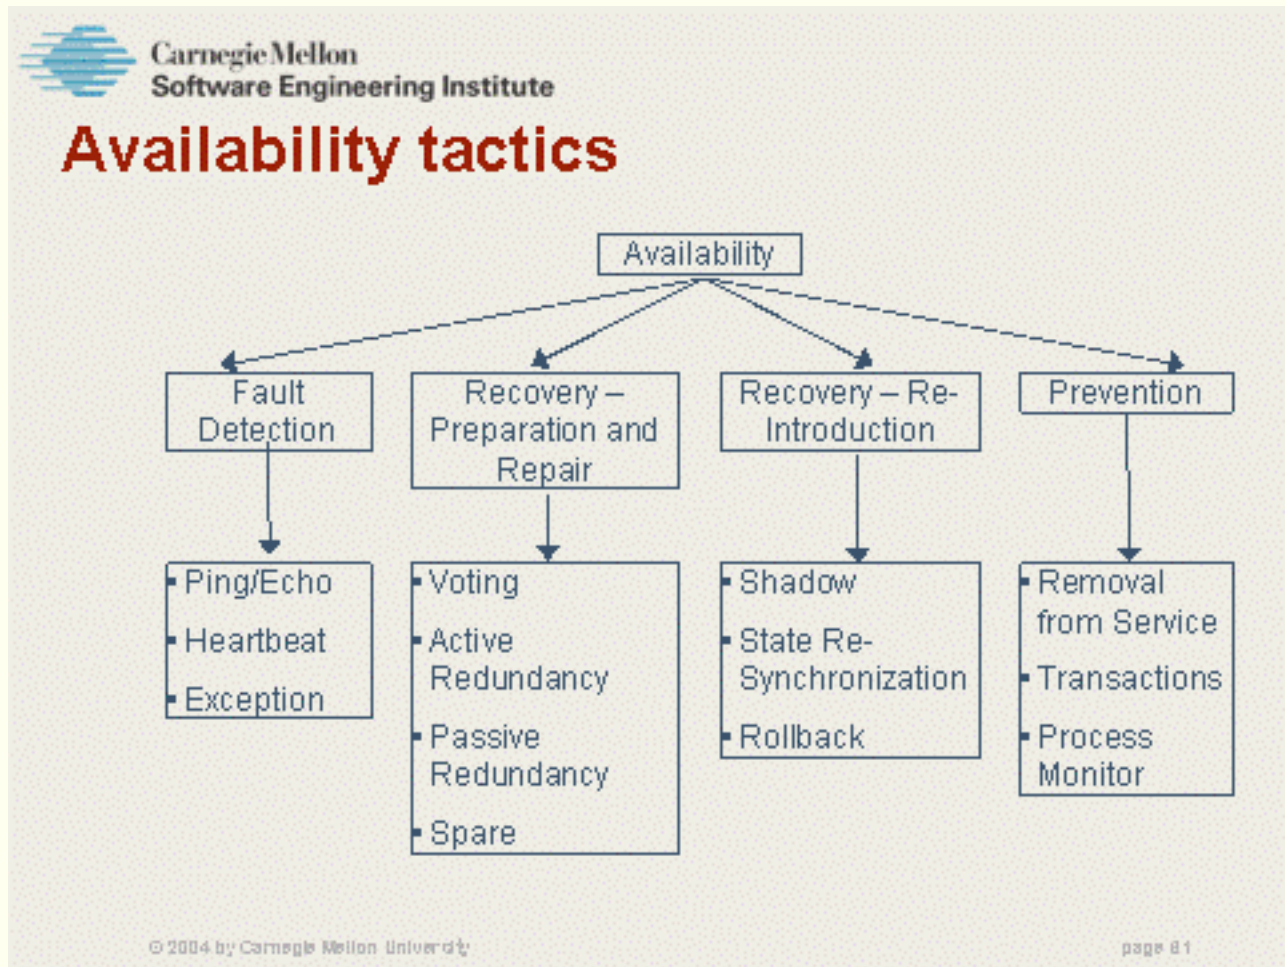 Carnegie Mellon
Software Engineering Institute
Availability tactics
Availability
Fault
Detection
Recovery –
Preparation and
Repair
Recovery – Re-
Introduction
Prevention
▪ Ping/Echo
▪ Heartbeat
▪ Exception
▪ Voting
▪ Active
Redundancy
▪ Passive
Redundancy
▪ Spare
▪ Shadow
▪ State Re-
Synchronization
▪ Rollback
▪ Removal
from Service
▪ Transactions
▪ Process
Monitor
© 2004 by Carnegie Mellon University
page